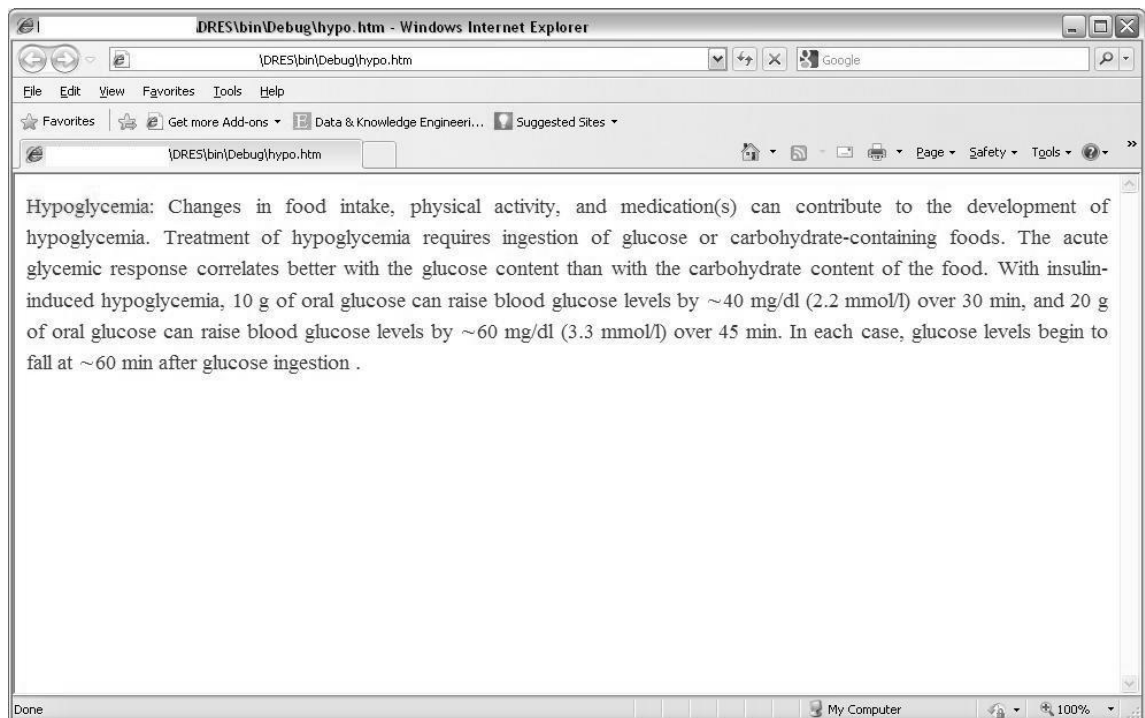 .DRES\bin\Debug\hypo.htm - Windows Internet Explorer
\DRES\bin\Debug\hypo.htm
Google
File Edit View Favorites Tools Help
Favorites Get more Add-ons Data & Knowledge Engineeri... Suggested Sites
\DRES\bin\Debug\hypo.htm Page Safety Tools »
Hypoglycemia: Changes in food intake, physical activity, and medication(s) can contribute to the development of
hypoglycemia. Treatment of hypoglycemia requires ingestion of glucose or carbohydrate-containing foods. The acute
glycemic response correlates better with the glucose content than with the carbohydrate content of the food. With insulin-
induced hypoglycemia, 10 g of oral glucose can raise blood glucose levels by ~40 mg/dl (2.2 mmol/l) over 30 min, and 20 g
of oral glucose can raise blood glucose levels by ~60 mg/dl (3.3 mmol/l) over 45 min. In each case, glucose levels begin to
fall at ~60 min after glucose ingestion .
Done My Computer 100%